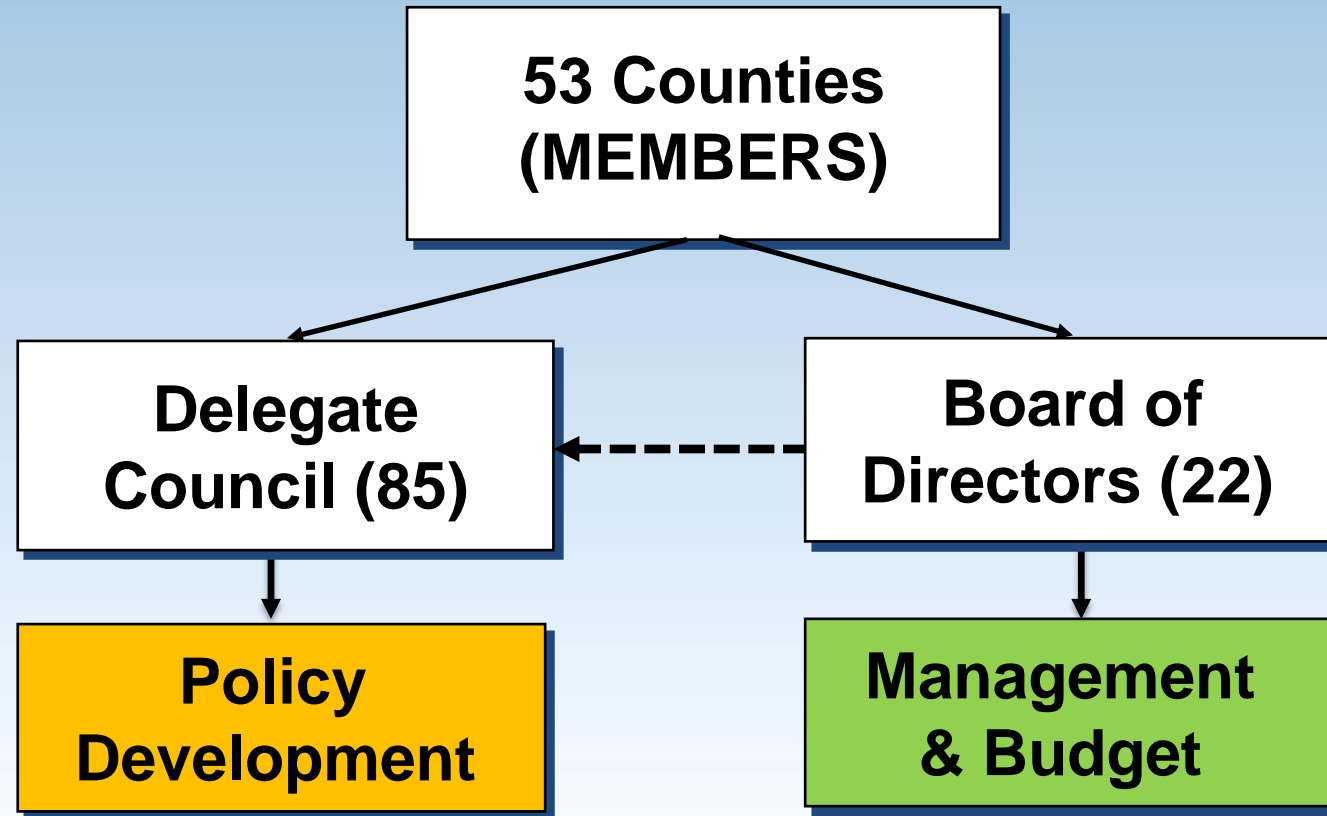 53 Counties
(MEMBERS)
Delegate
Council (85)
Board of
Directors (22)
Policy
Development
Management
& Budget